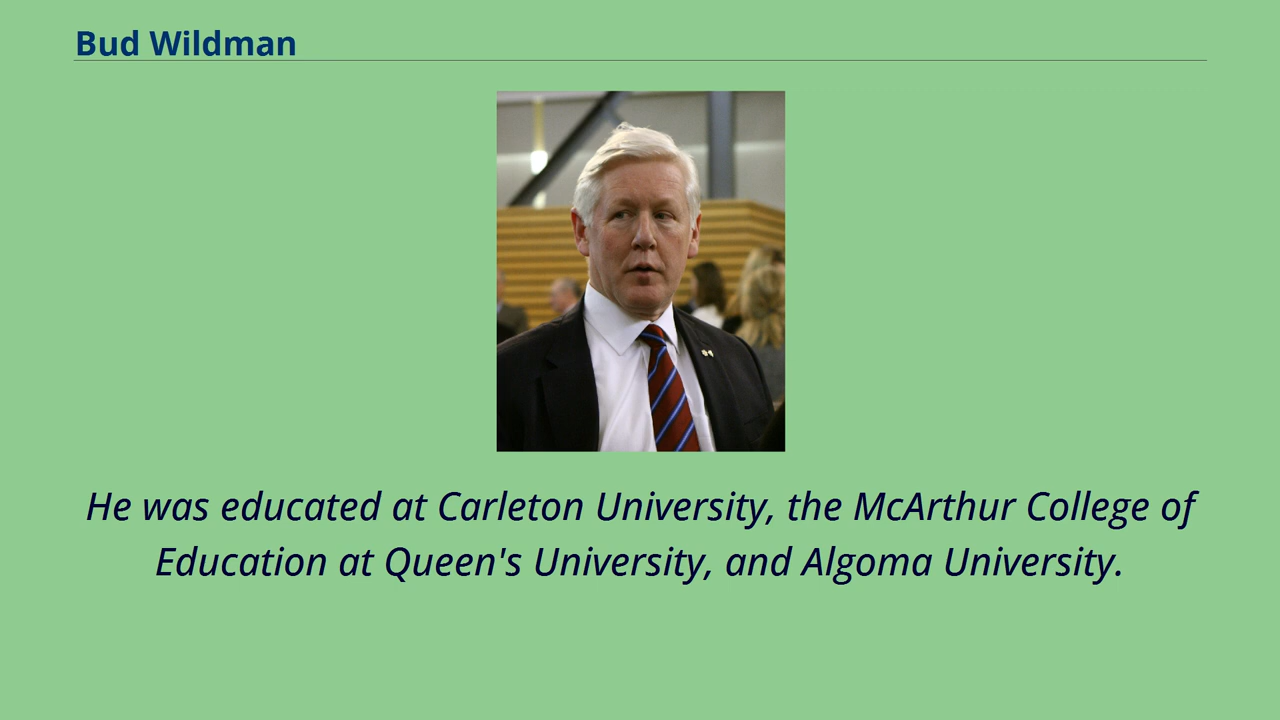 Bud Wildman
He was educated at Carleton University, the McArthur College of
Education at Queen's University, and Algoma University.